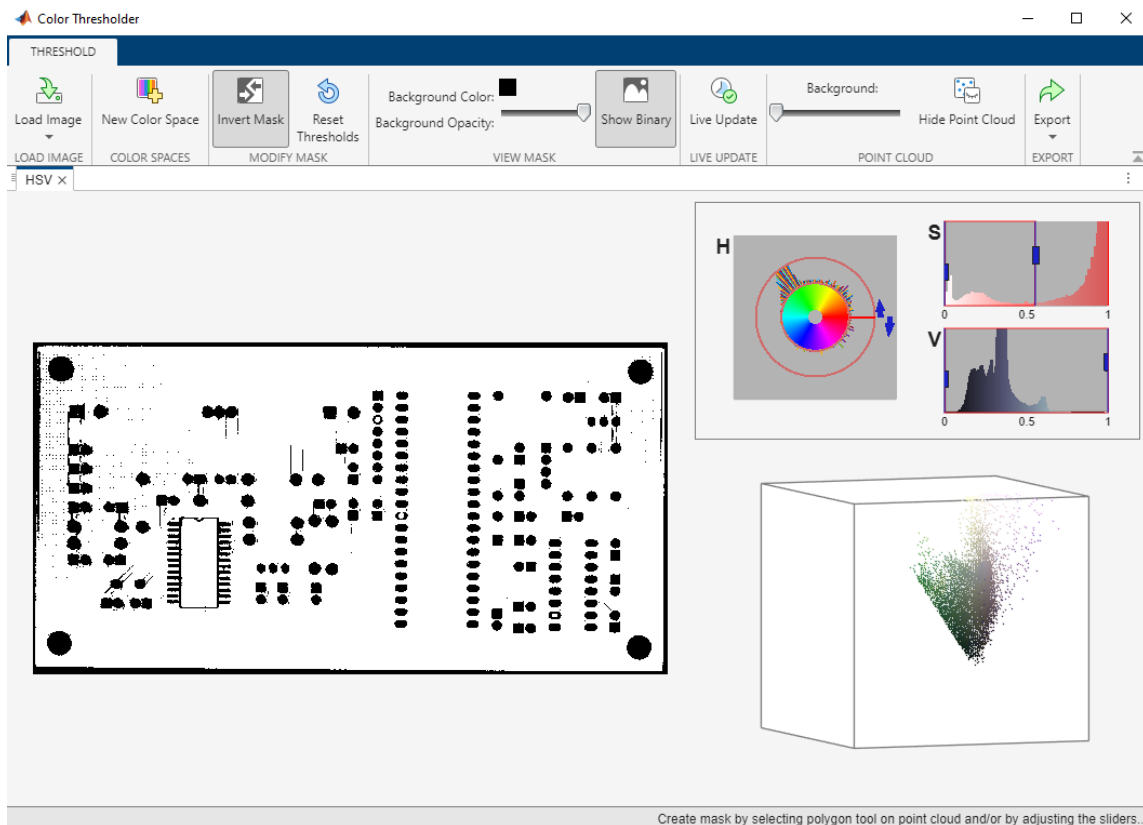 Color Thresholder
THRESHOLD
Load Image
New Color Space
Invert Mask
Reset Thresholds
Background Color:
Background Opacity:
Show Binary
Live Update
Background:
Hide Point Cloud
Export
LOAD IMAGE
COLOR SPACES
MODIFY MASK
VIEW MASK
LIVE UPDATE
POINT CLOUD
EXPORT
HSV
H
S
0 0.5 1
V
0 0.5 1
Create mask by selecting polygon tool on point cloud and/or by adjusting the sliders.